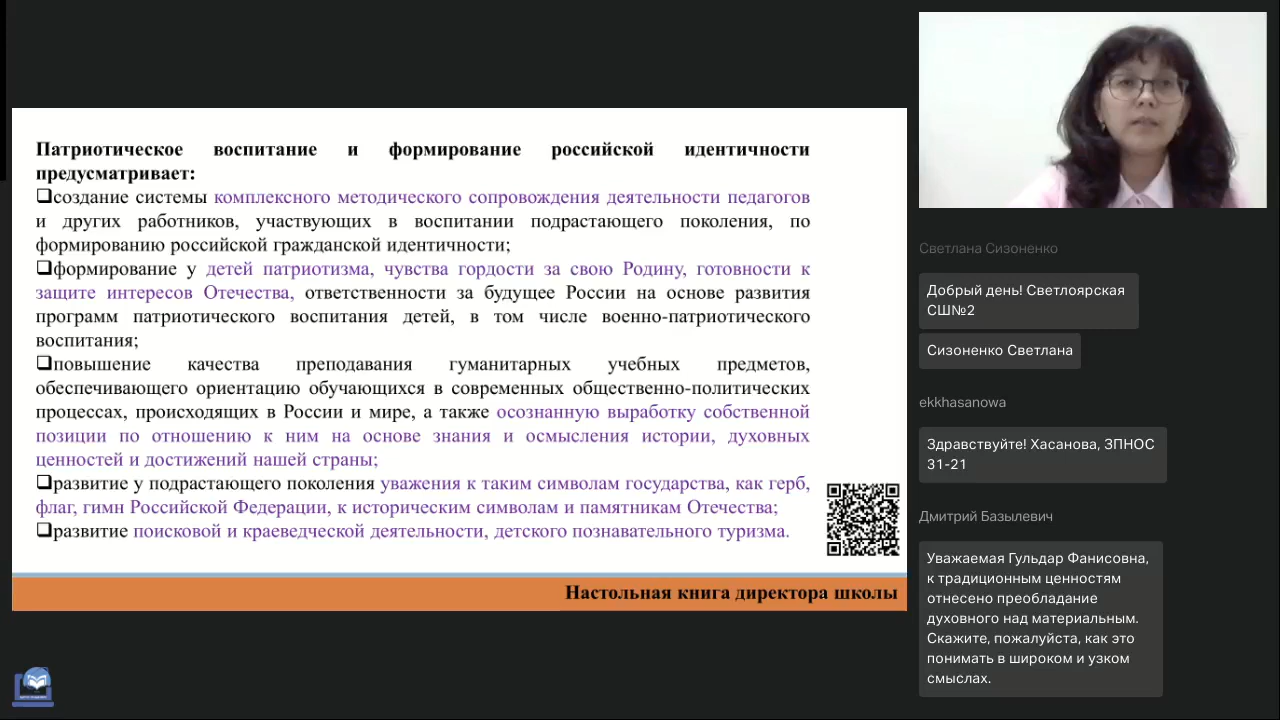 Патриотическое воспитание и формирование российской идентичности
предусматривает:
❑создание системы комплексного методического сопровождения деятельности педагогов
и других работников, участвующих в воспитании подрастающего поколения, по
формированию российской гражданской идентичности;
❑формирование у детей патриотизма, чувства гордости за свою Родину, готовности к
защите интересов Отечества, ответственности за будущее России на основе развития
программ патриотического воспитания детей, в том числе военно-патриотического
воспитания;
❑повышение качества преподавания гуманитарных учебных предметов,
обеспечивающего ориентацию обучающихся в современных общественно-политических
процессах, происходящих в России и мире, а также осознанную выработку собственной
позиции по отношению к ним на основе знания и осмысления истории, духовных
ценностей и достижений нашей страны;
❑развитие у подрастающего поколения уважения к таким символам государства, как герб,
флаг, гимн Российской Федерации, к историческим символам и памятникам Отечества;
❑развитие поисковой и краеведческой деятельности, детского познавательного туризма.
Настольная книга директора школы
Светлана Сизоненко
Добрый день! Светлоярская
СШ№2
Сизоненко Светлана
ekkhasanowa
Здравствуйте! Хасанова, ЗПНОС
31-21
Дмитрий Базылевич
Уважаемая Гульдар Фанисовна,
к традиционным ценностям
отнесено преобладание
духовного над материальным.
Скажите, пожалуйста, как это
понимать в широком и узком
смыслах.